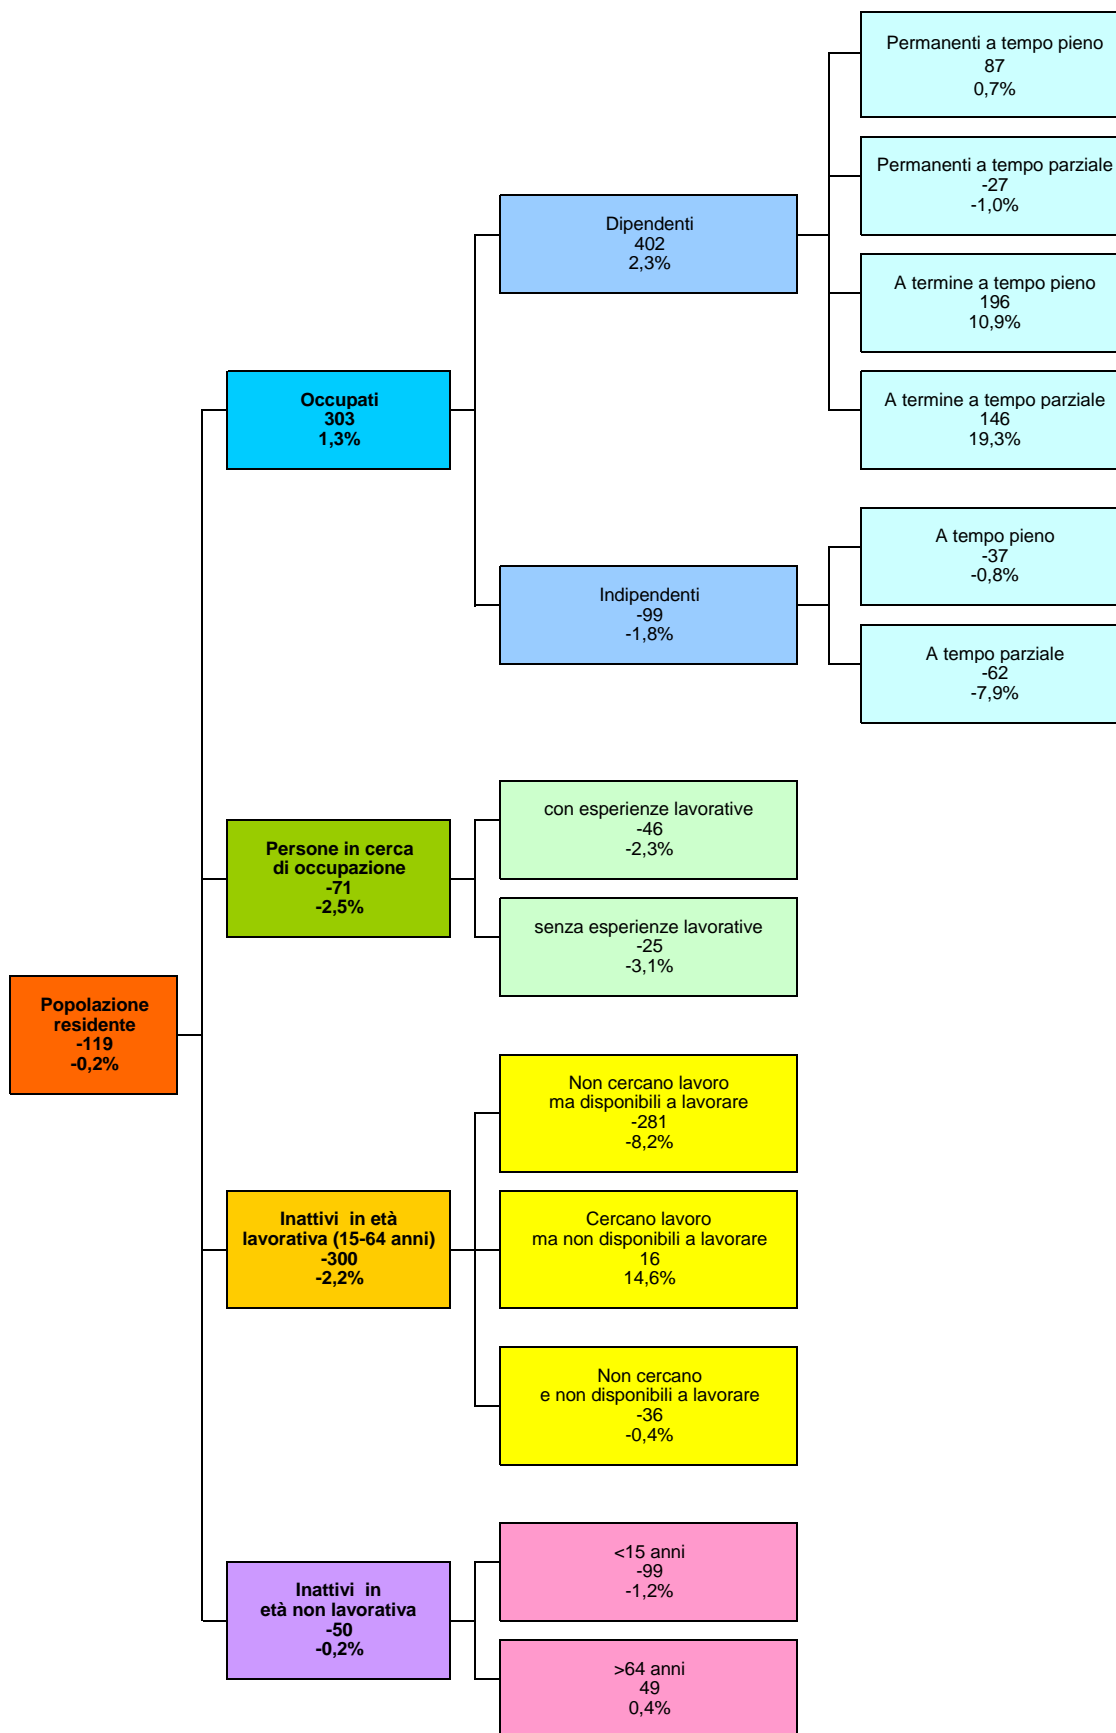 Popolazione
residente
-119
-0,2%
Occupati
303
1,3%
Dipendenti
402
2,3%
Permanenti a tempo pieno
87
0,7%
Permanenti a tempo parziale
-27
-1,0%
A termine a tempo pieno
196
10,9%
A termine a tempo parziale
146
19,3%
Indipendenti
-99
-1,8%
A tempo pieno
-37
-0,8%
A tempo parziale
-62
-7,9%
Persone in cerca
di occupazione
-71
-2,5%
con esperienze lavorative
-46
-2,3%
senza esperienze lavorative
-25
-3,1%
Inattivi in età
lavorativa (15-64 anni)
-300
-2,2%
Non cercano lavoro
ma disponibili a lavorare
-281
-8,2%
Cercano lavoro
ma non disponibili a lavorare
16
14,6%
Non cercano
e non disponibili a lavorare
-36
-0,4%
Inattivi in
età non lavorativa
-50
-0,2%
<15 anni
-99
-1,2%
>64 anni
49
0,4%